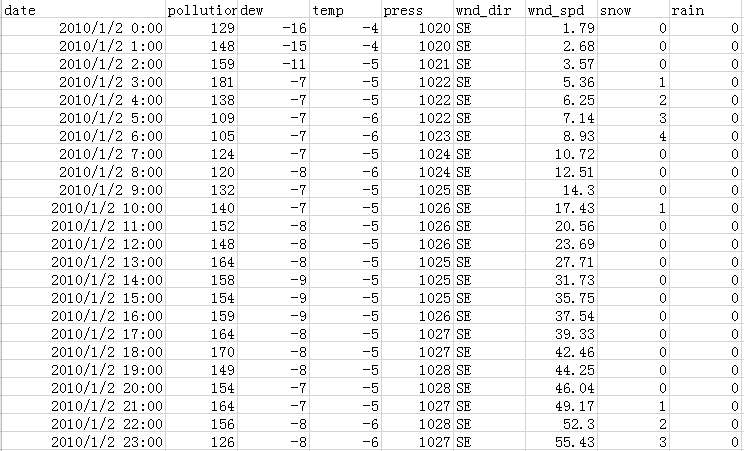 date pollution dew temp press wnd_dir wnd_spd snow rain
2010/1/2 0:00 129 -16 -4 1020 SE 1.79 0 0
2010/1/2 1:00 148 -15 -4 1020 SE 2.68 0 0
2010/1/2 2:00 159 -11 -5 1021 SE 3.57 0 0
2010/1/2 3:00 181 -7 -5 1022 SE 5.36 1 0
2010/1/2 4:00 138 -7 -5 1022 SE 6.25 2 0
2010/1/2 5:00 109 -7 -6 1022 SE 7.14 3 0
2010/1/2 6:00 105 -7 -6 1023 SE 8.93 4 0
2010/1/2 7:00 124 -7 -5 1024 SE 10.72 0 0
2010/1/2 8:00 120 -8 -6 1024 SE 12.51 0 0
2010/1/2 9:00 132 -7 -5 1025 SE 14.3 0 0
2010/1/2 10:00 140 -7 -5 1026 SE 17.43 1 0
2010/1/2 11:00 152 -8 -5 1026 SE 20.56 0 0
2010/1/2 12:00 148 -8 -5 1026 SE 23.69 0 0
2010/1/2 13:00 164 -8 -5 1025 SE 27.71 0 0
2010/1/2 14:00 158 -9 -5 1025 SE 31.73 0 0
2010/1/2 15:00 154 -9 -5 1025 SE 35.75 0 0
2010/1/2 16:00 159 -9 -5 1026 SE 37.54 0 0
2010/1/2 17:00 164 -8 -5 1027 SE 39.33 0 0
2010/1/2 18:00 170 -8 -5 1027 SE 42.46 0 0
2010/1/2 19:00 149 -8 -5 1028 SE 44.25 0 0
2010/1/2 20:00 154 -7 -5 1028 SE 46.04 0 0
2010/1/2 21:00 164 -7 -5 1027 SE 49.17 1 0
2010/1/2 22:00 156 -8 -6 1028 SE 52.3 2 0
2010/1/2 23:00 126 -8 -6 1027 SE 55.43 3 0